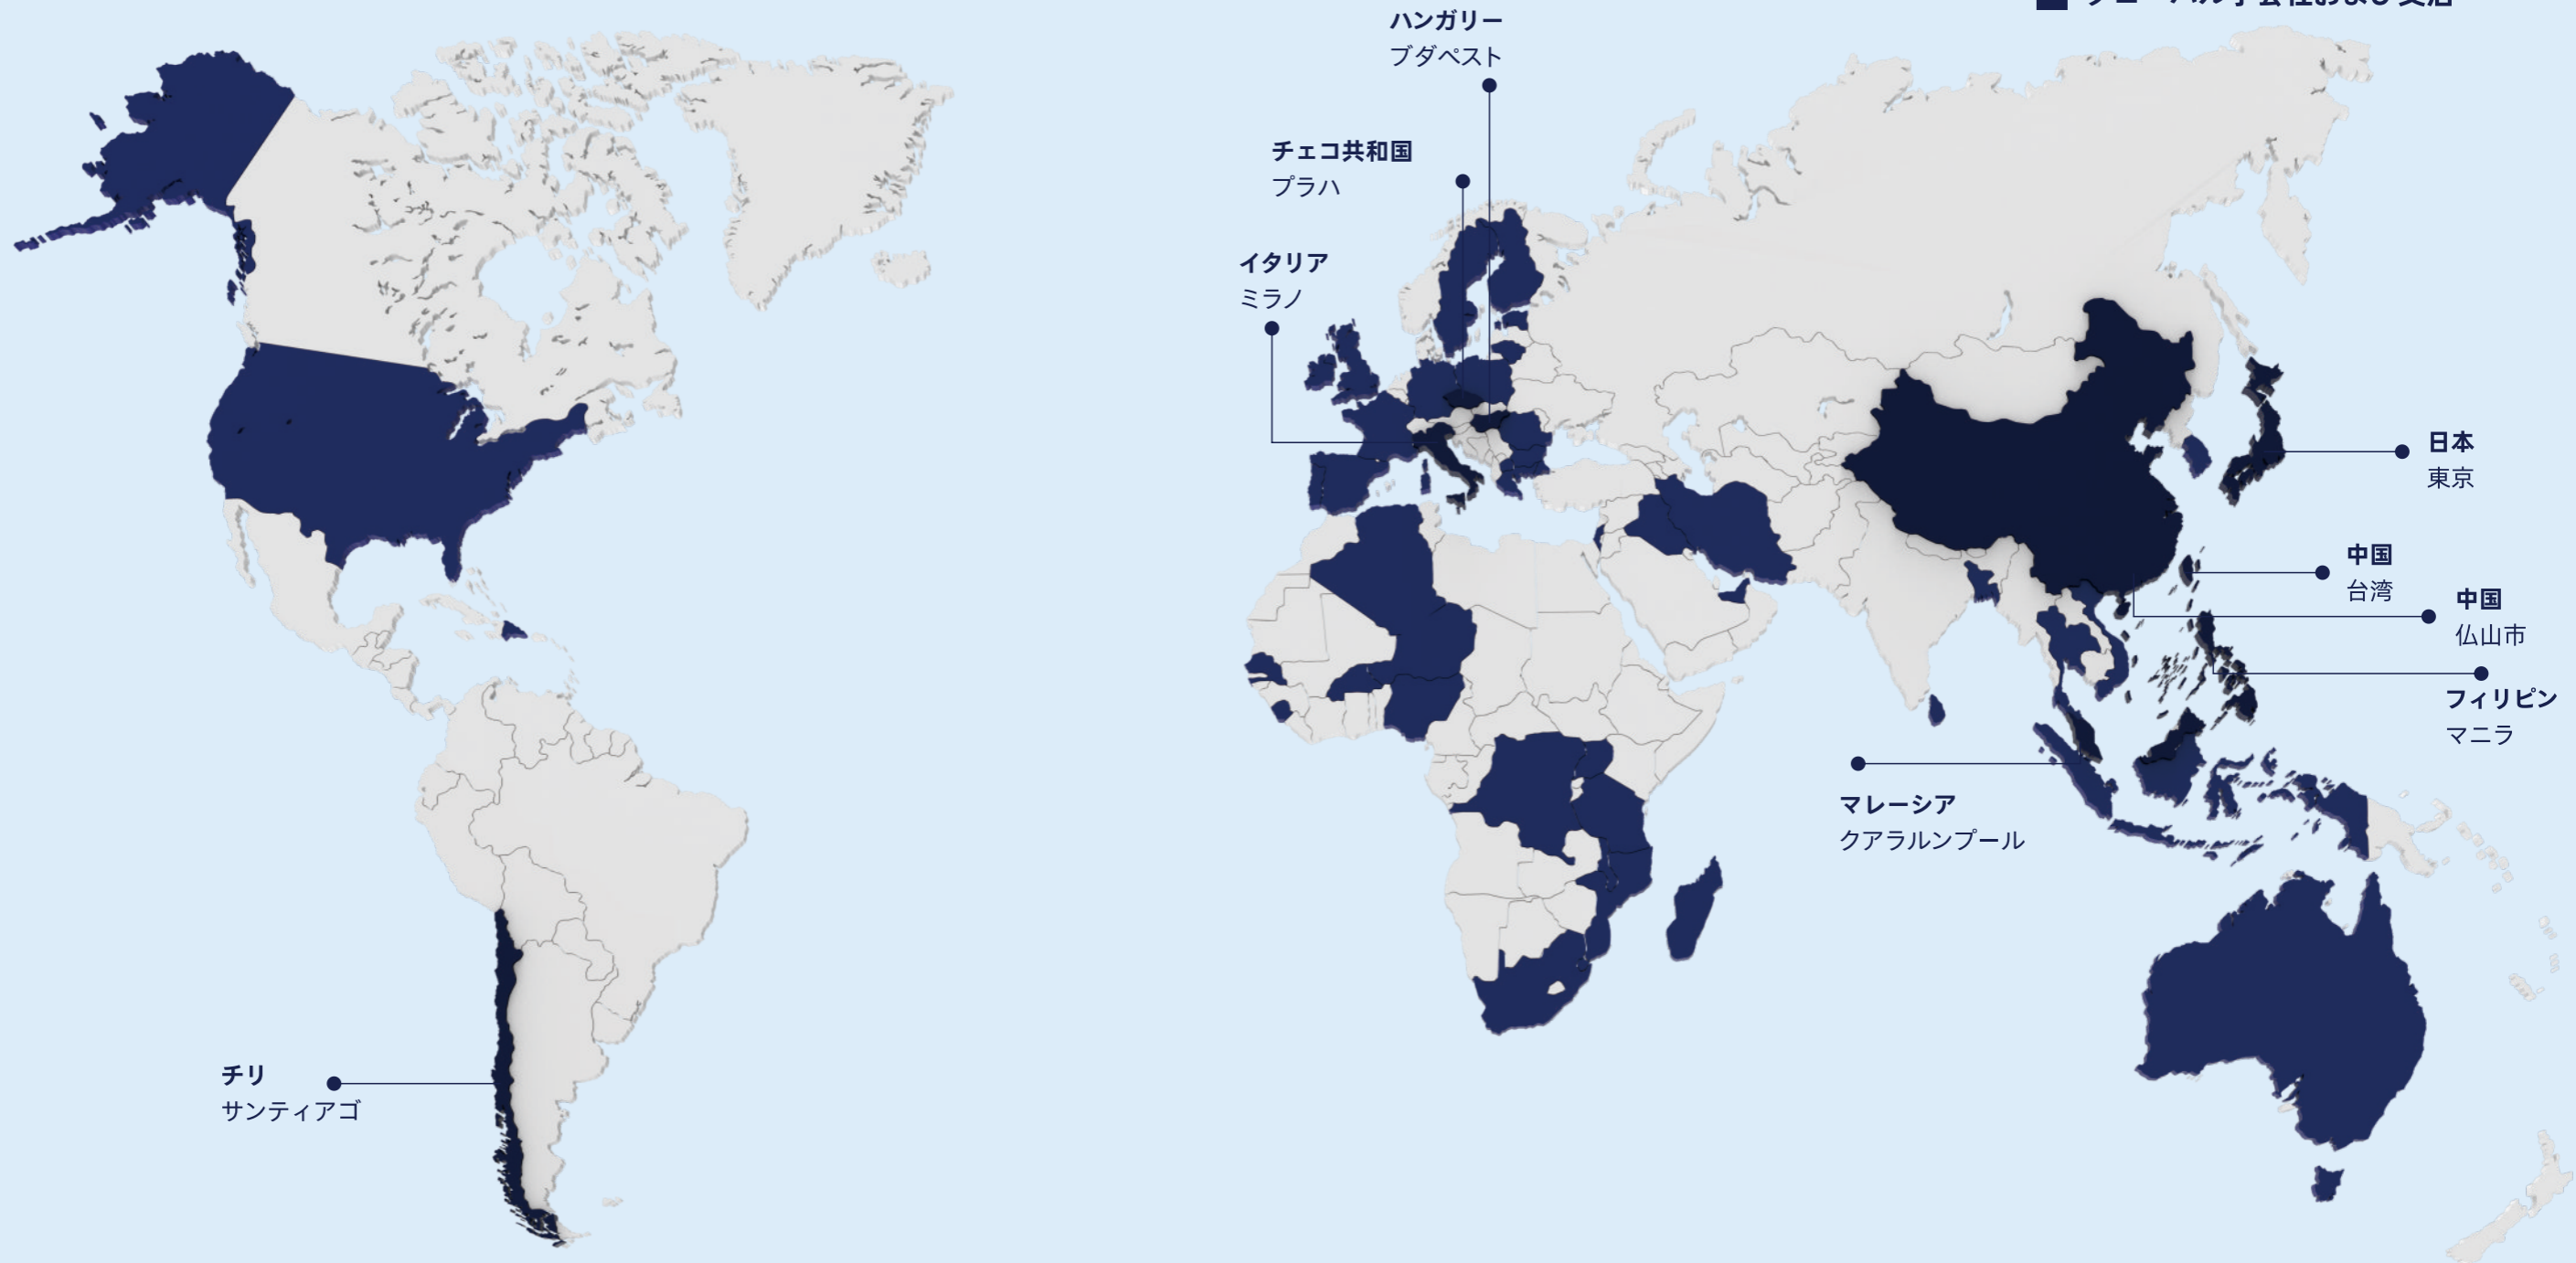 ハンガリー
ブダペスト
チェコ共和国
プラハ
イタリア
ミラノ
日本
東京
中国
台湾
中国
仏山市
フィリピン
マニラ
マレーシア
クアラルンプール
チリ
サンティアゴ